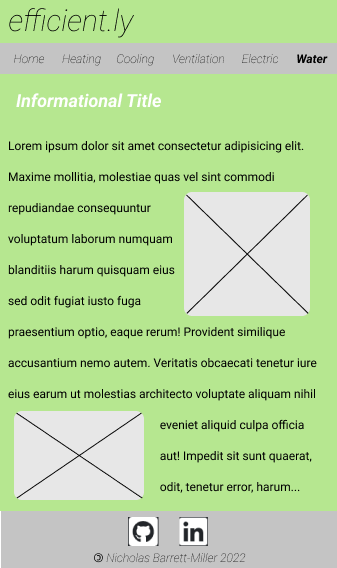 efficient.ly
Home Heating Cooling Ventilation Electric Water
Informational Title
Lorem ipsum dolor sit amet consectetur adipisicing elit.
Maxime mollitia, molestiae quas vel sint commodi
repudiandae consequuntur
voluptatum laborum numquam
blanditiis harum quisquam eius
sed odit fugiat iusto fuga
praesentium optio, eaque rerum! Provident similique
accusantium nemo autem. Veritatis obcaecati tenetur iure
eius earum ut molestias architecto voluptate aliquam nihil
eveniet aliquid culpa officia
aut! Impedit sit sunt quaerat,
odit, tenetur error, harum...
in
© Nicholas Barrett-Miller 2022